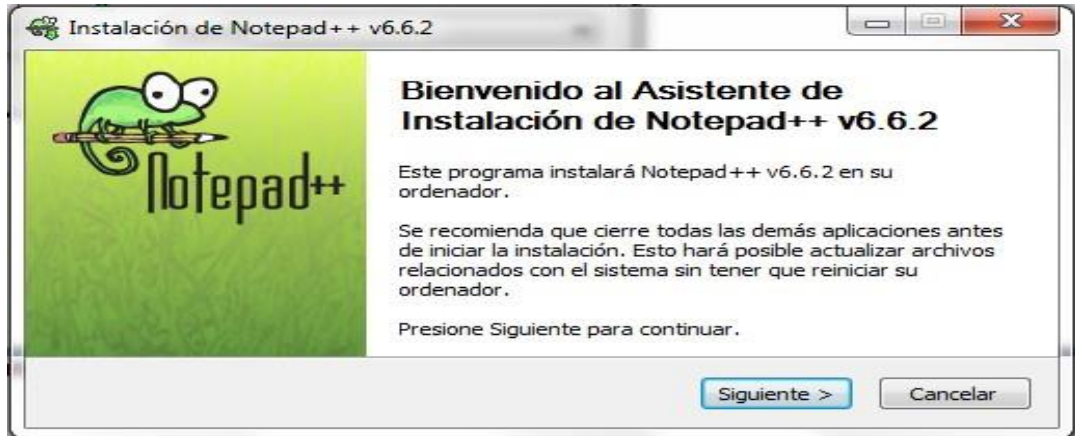 Instalación de Notepad++ v6.6.2
Notepad++
Bienvenido al Asistente de
Instalación de Notepad++ v6.6.2
Este programa instalará Notepad++ v6.6.2 en su
ordenador.
Se recomienda que cierre todas las demás aplicaciones antes
de iniciar la instalación. Esto hará posible actualizar archivos
relacionados con el sistema sin tener que reiniciar su
ordenador.
Presione Siguiente para continuar.
Siguiente >
Cancelar